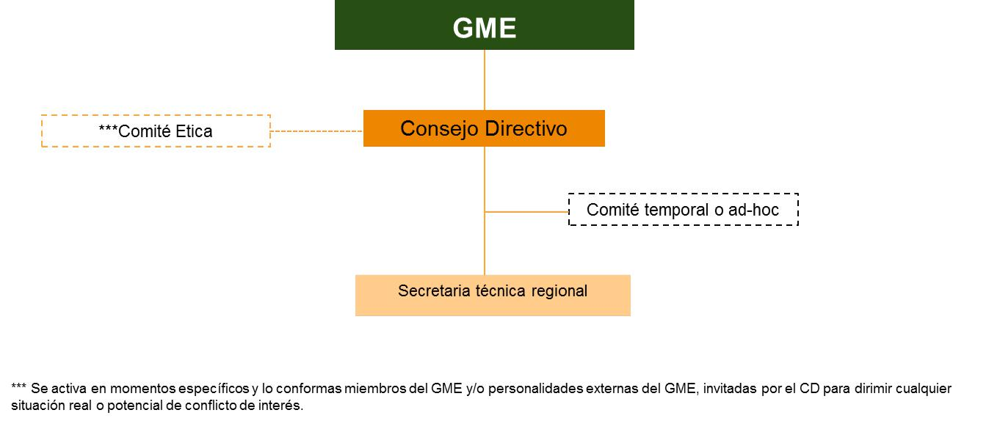 GME
Consejo Directivo
***Comité Etica
Comité temporal o ad-hoc
Secretaria técnica regional
*** Se activa en momentos específicos y lo conformas miembros del GME y/o personalidades externas del GME, invitadas por el CD para dirimir cualquier
situación real o potencial de conflicto de interés.